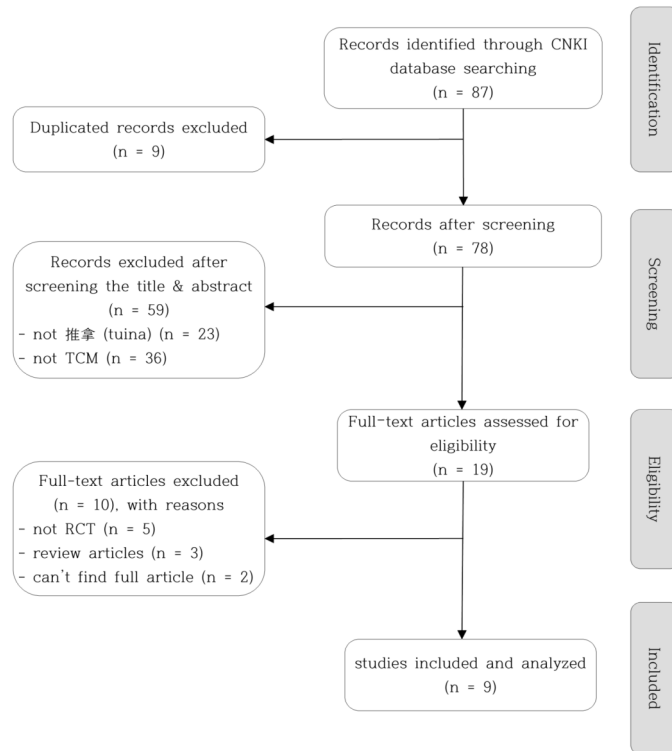 Records identified through CNKI
database searching
(n = 87)
Identification
Duplicated records excluded
(n = 9)
Records after screening
(n = 78)
Screening
Records excluded after
screening the title & abstract
(n = 59)
- not 推拿 (tuina) (n = 23)
- not TCM (n = 36)
Full-text articles assessed for
eligibility
(n = 19)
Eligibility
Full-text articles excluded
(n = 10), with reasons
- not RCT (n = 5)
- review articles (n = 3)
- can't find full article (n = 2)
studies included and analyzed
(n = 9)
Included